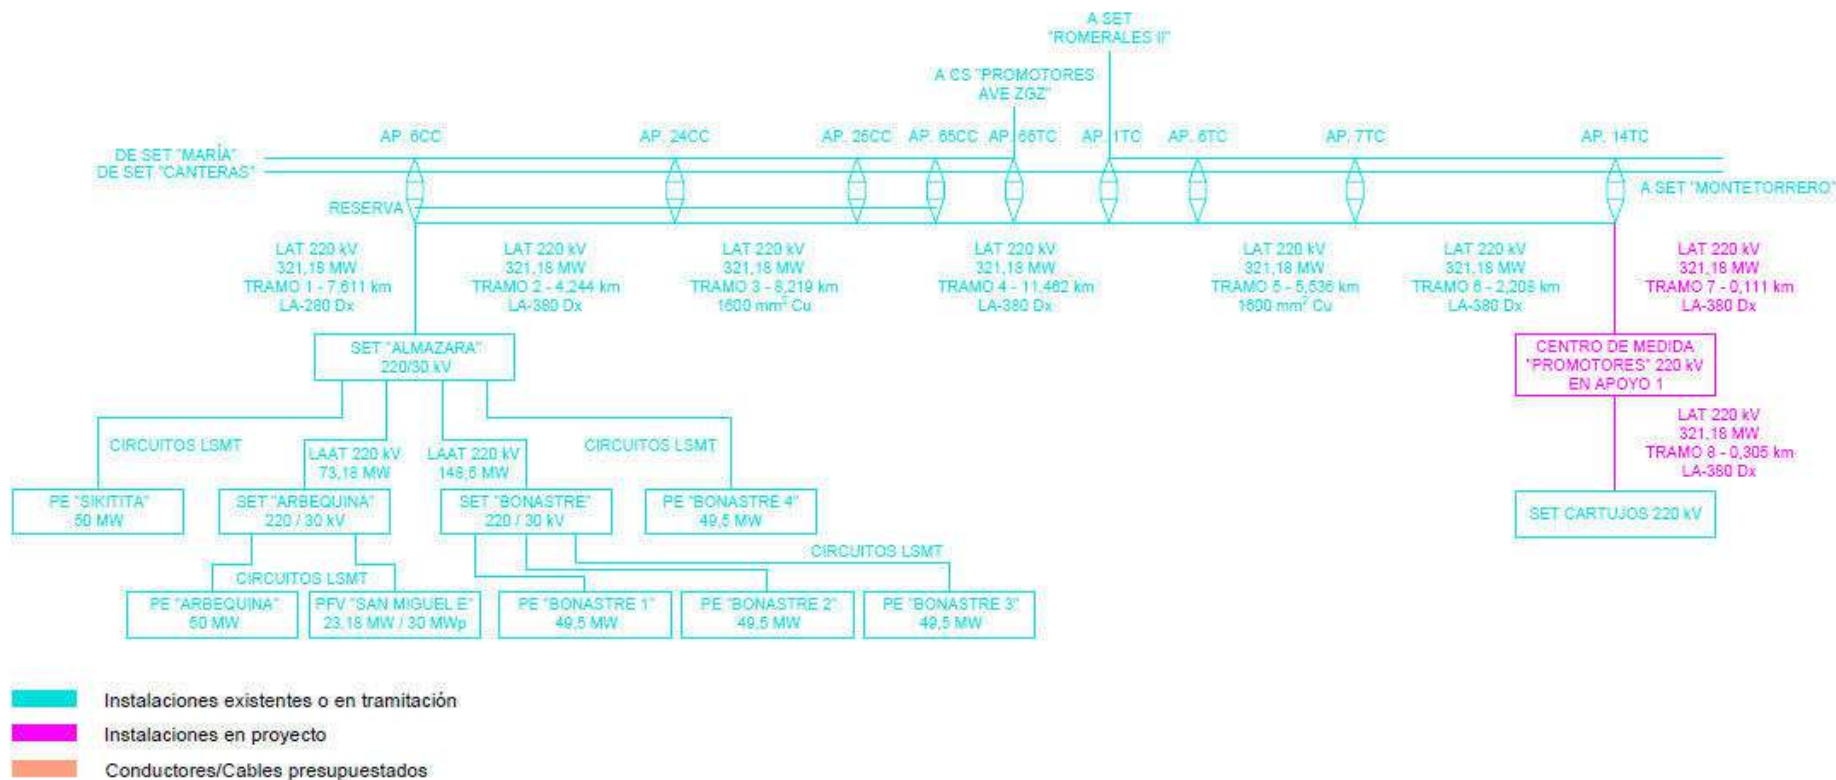 A SET
"ROMERALES II"
A CS "PROMOTORES
AVE ZGZ"
AP. 6CC
AP. 24CC
AP. 25CC
AP. 65CC
AP. 66TC
AP. 1TC
AP. 6TC
AP. 7TC
AP. 14TC
DE SET "MARÍA"
DE SET "CANTERAS"
A SET "MONTETORRERO"
RESERVA
LAT 220 kV
321,18 MW
TRAMO 1 - 7,611 km
LA-280 Dx
LAT 220 kV
321,18 MW
TRAMO 2 - 4,244 km
LA-380 Dx
LAT 220 kV
321,18 MW
TRAMO 3 - 8,219 km
1600 mm² Cu
LAT 220 kV
321,18 MW
TRAMO 4 - 11,462 km
LA-380 Dx
LAT 220 kV
321,18 MW
TRAMO 5 - 5,536 km
1600 mm² Cu
LAT 220 kV
321,18 MW
TRAMO 6 - 2,208 km
LA-380 Dx
LAT 220 kV
321,18 MW
TRAMO 7 - 0,111 km
LA-380 Dx
SET "ALMAZARA"
220/30 kV
CENTRO DE MEDIDA
"PROMOTORES" 220 kV
EN APOYO 1
LAT 220 kV
321,18 MW
TRAMO 8 - 0,305 km
LA-380 Dx
SET CARTUJOS 220 kV
CIRCUITOS LSMT
LAAT 220 kV
73,18 MW
LAAT 220 kV
148,5 MW
CIRCUITOS LSMT
PE "SIKITITA"
50 MW
SET "ARBEQUINA"
220 / 30 kV
SET "BONASTRE"
220 / 30 kV
PE "BONASTRE 4"
49,5 MW
CIRCUITOS LSMT
CIRCUITOS LSMT
PE "ARBEQUINA"
50 MW
PFV "SAN MIGUEL E"
23,18 MW / 30 MWp
PE "BONASTRE 1"
49,5 MW
PE "BONASTRE 2"
49,5 MW
PE "BONASTRE 3"
49,5 MW
Instalaciones existentes o en tramitación
Instalaciones en proyecto
Conductores/Cables presupuestados